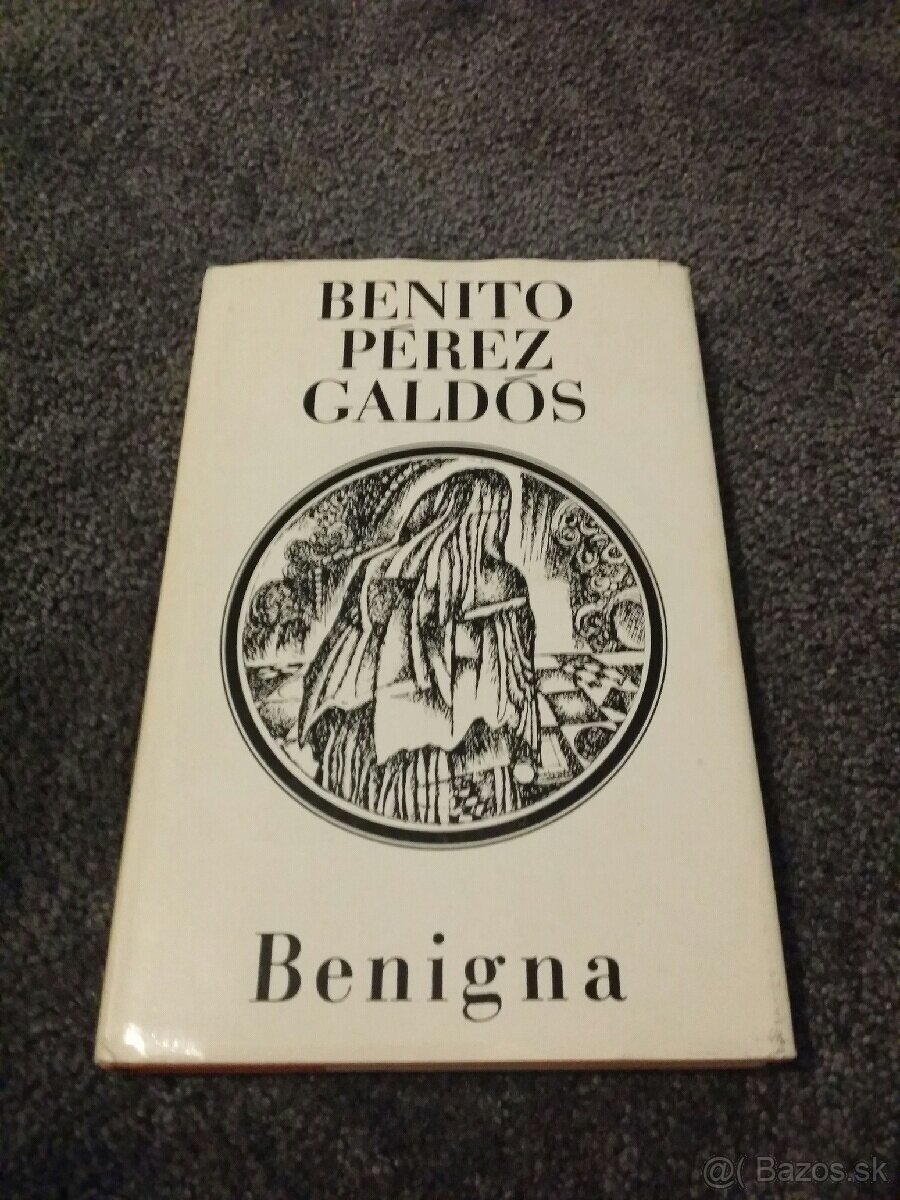 BENITO
PÉREZ
GALDÓS
Benigna
@( Bazos.sk